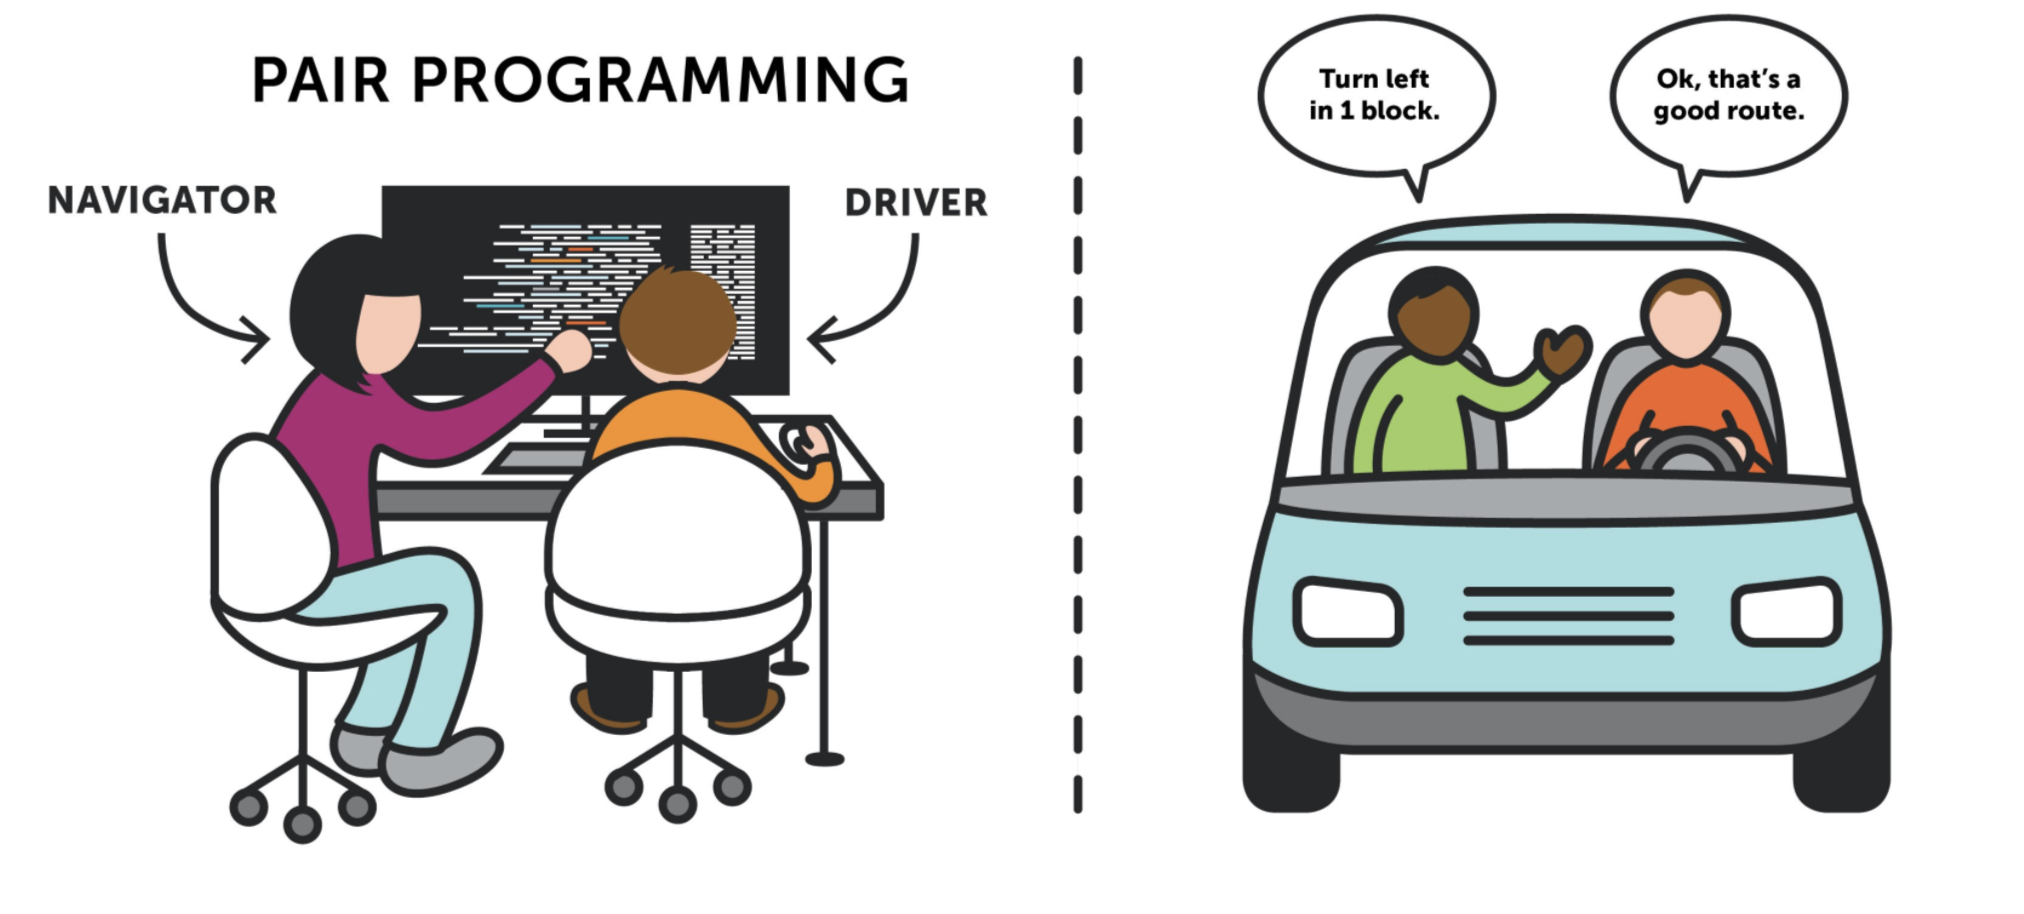 PAIR PROGRAMMING
NAVIGATOR
DRIVER
Turn left
in 1 block.
Ok, that's a
good route.